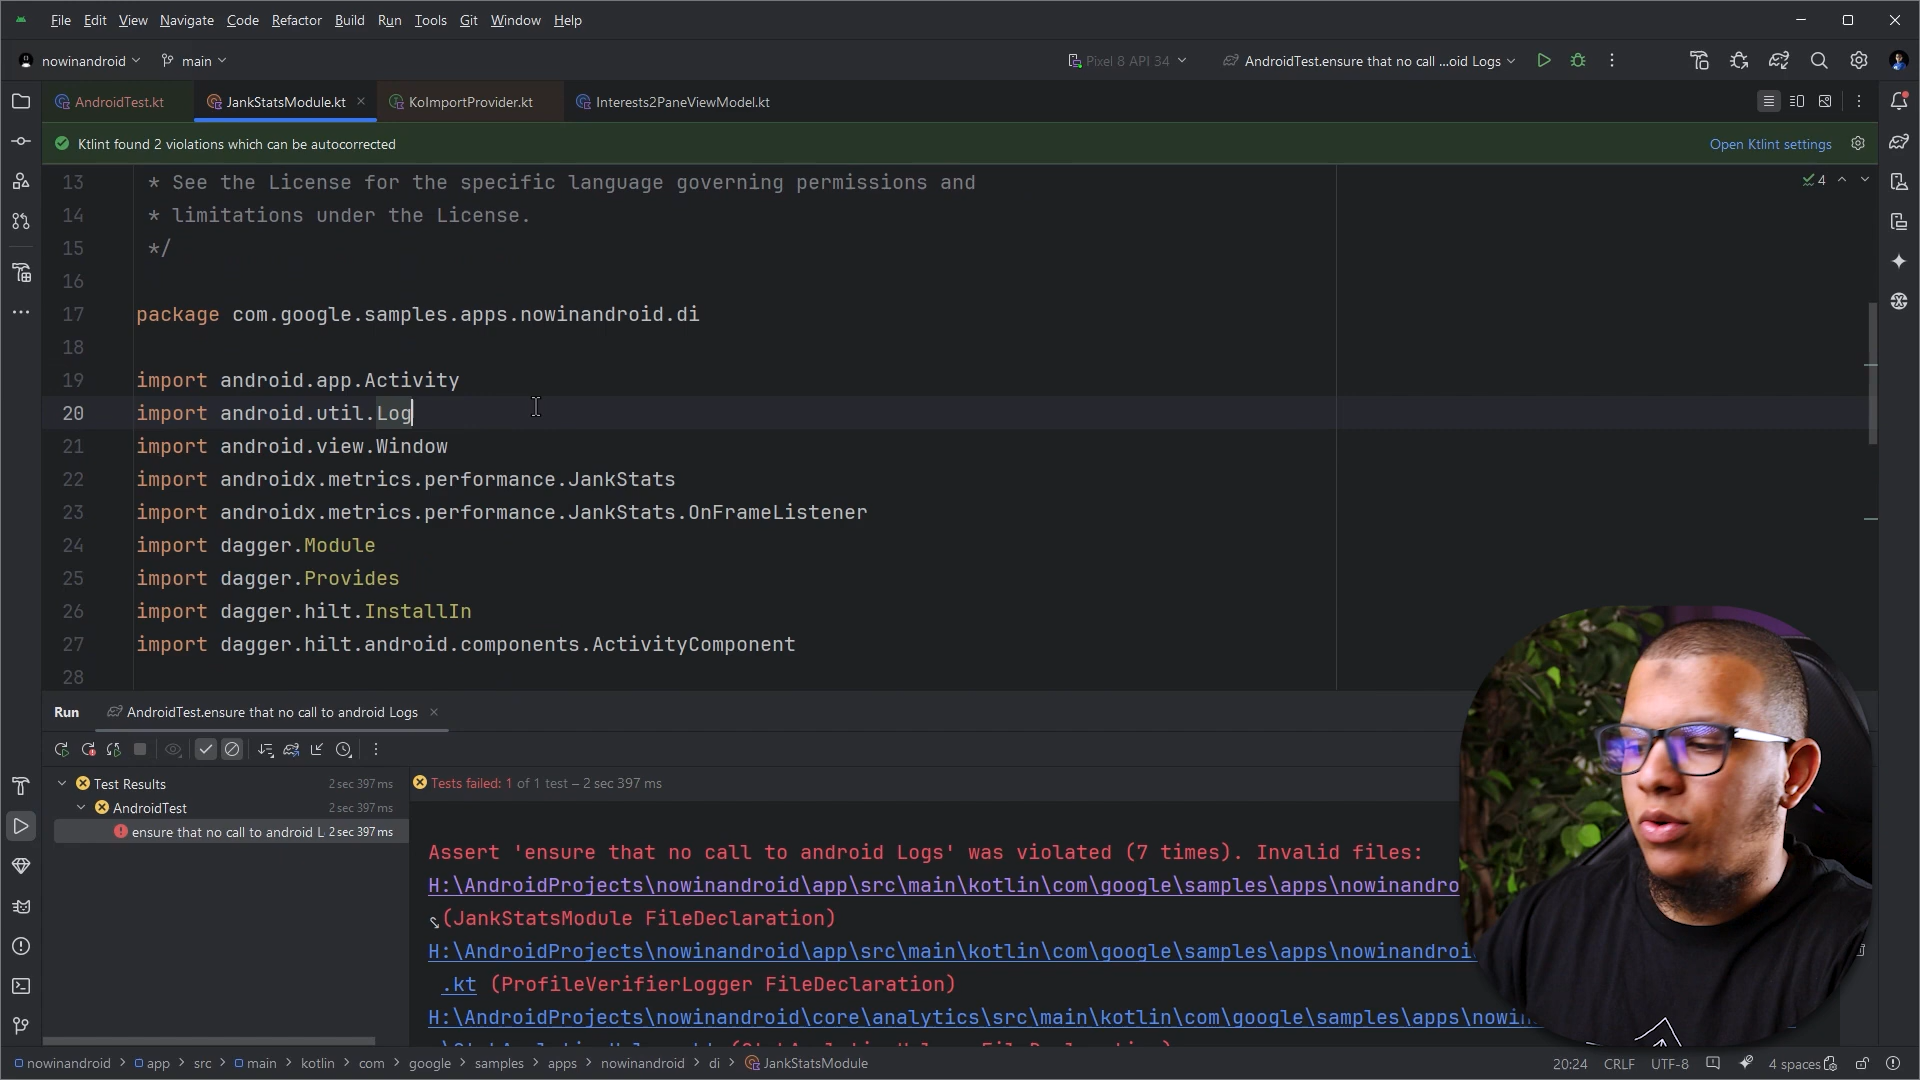 File Edit View Navigate Code Refactor Build Run Tools Git Window Help
nowinandroid main Pixel 8 API 34 AndroidTest.ensure that no call ...oid Logs
AndroidTest.kt JankStatsModule.kt KoImportProvider.kt Interests2PaneViewModel.kt
Ktlint found 2 violations which can be autocorrected Open Ktlint settings
13 * See the License for the specific language governing permissions and
4
14 * limitations under the License.
15 */
16
17 package com.google.samples.apps.nowinandroid.di
18
19 import android.app.Activity
20 import android.util.Log
21 import android.view.Window
22 import androidx.metrics.performance.JankStats
23 import androidx.metrics.performance.JankStats.OnFrameListener
24 import dagger.Module
25 import dagger.Provides
26 import dagger.hilt.InstallIn
27 import dagger.hilt.android.components.ActivityComponent
28
Run AndroidTest.ensure that no call to android Logs
Test Results 2 sec 397 ms
AndroidTest 2 sec 397 ms
ensure that no call to android L 2 sec 397 ms
Tests failed: 1 of 1 test – 2 sec 397 ms
Assert 'ensure that no call to android Logs' was violated (7 times). Invalid files:
H:\AndroidProjects\nowinandroid\app\src\main\kotlin\com\google\samples\apps\nowinandro
(JankStatsModule FileDeclaration)
H:\AndroidProjects\nowinandroid\app\src\main\kotlin\com\google\samples\apps\nowinandroi
.kt (ProfileVerifierLogger FileDeclaration)
H:\AndroidProjects\nowinandroid\core\analytics\src\main\kotlin\com\google\samples\apps\nowin
nowinandroid app src main kotlin com google samples apps nowinandroid di JankStatsModule 20:24 CRLF UTF-8 4 spaces